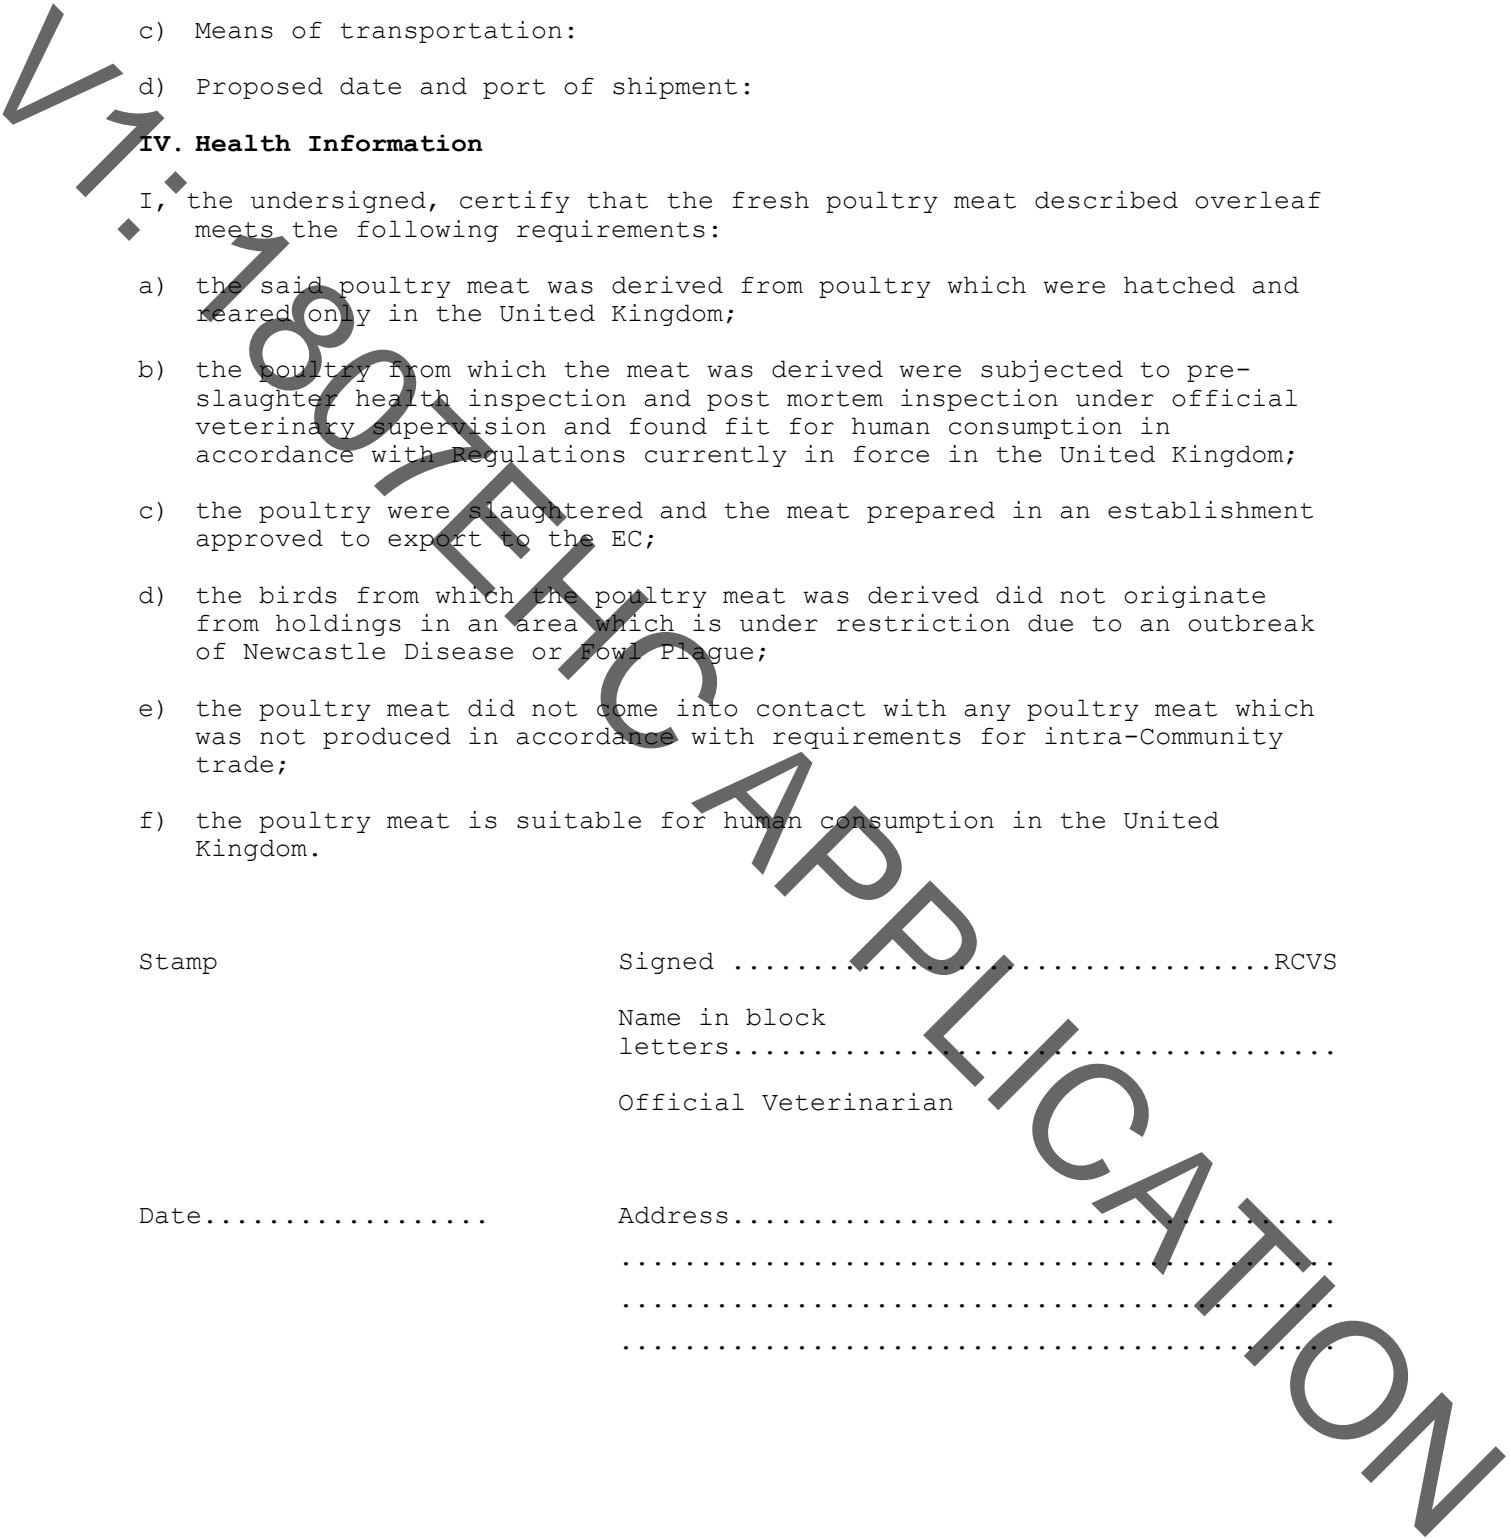 c) Means of transportation:
d) Proposed date and port of shipment:
IV. Health Information
I, the undersigned, certify that the fresh poultry meat described overleaf
meets the following requirements:
a) the said poultry meat was derived from poultry which were hatched and
reared only in the United Kingdom;
b) the poultry from which the meat was derived were subjected to pre-
slaughter health inspection and post mortem inspection under official
veterinary supervision and found fit for human consumption in
accordance with Regulations currently in force in the United Kingdom;
c) the poultry were slaughtered and the meat prepared in an establishment
approved to export to the EC;
d) the birds from which the poultry meat was derived did not originate
from holdings in an area which is under restriction due to an outbreak
of Newcastle Disease or Fowl Plague;
e) the poultry meat did not come into contact with any poultry meat which
was not produced in accordance with requirements for intra-Community
trade;
f) the poultry meat is suitable for human consumption in the United
Kingdom.
Stamp Signed ..................................RCVS
Name in block
letters......................................
Official Veterinarian
Date.................. Address......................................
.............................................
.............................................
.............................................
V1: 1807EHC APPLICATION